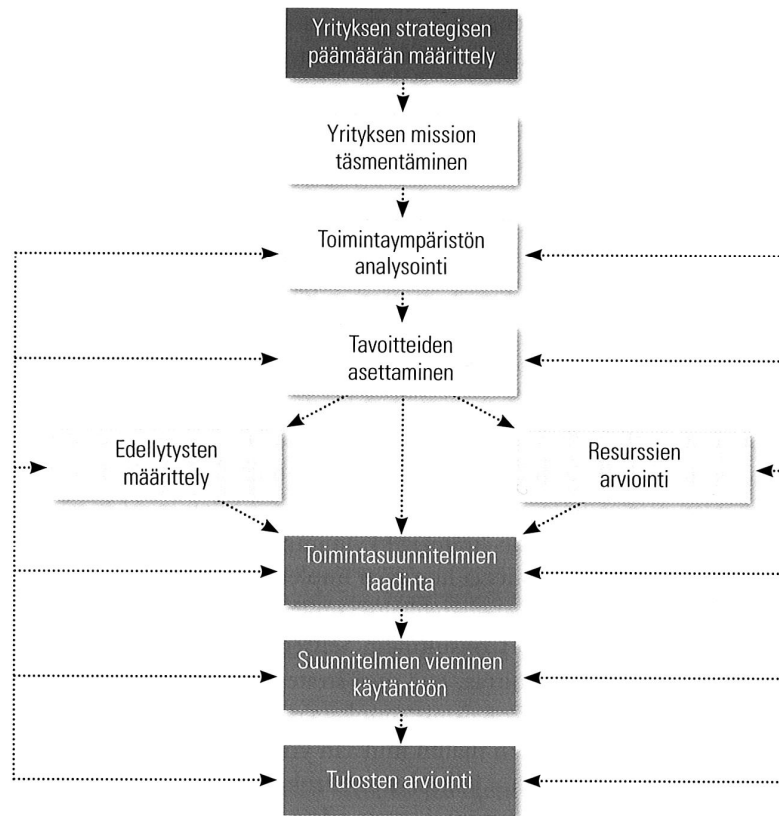 Yrityksen strategisen
päämäärän määrittely
Yrityksen mission
täsmentäminen
Toimintaympäristön
analysointi
Tavoitteiden
asettaminen
Edellytysten
määrittely
Resurssien
arviointi
Toimintasuunnitelmien
laadinta
Suunnitelmien vieminen
käytäntöön
Tulosten arviointi